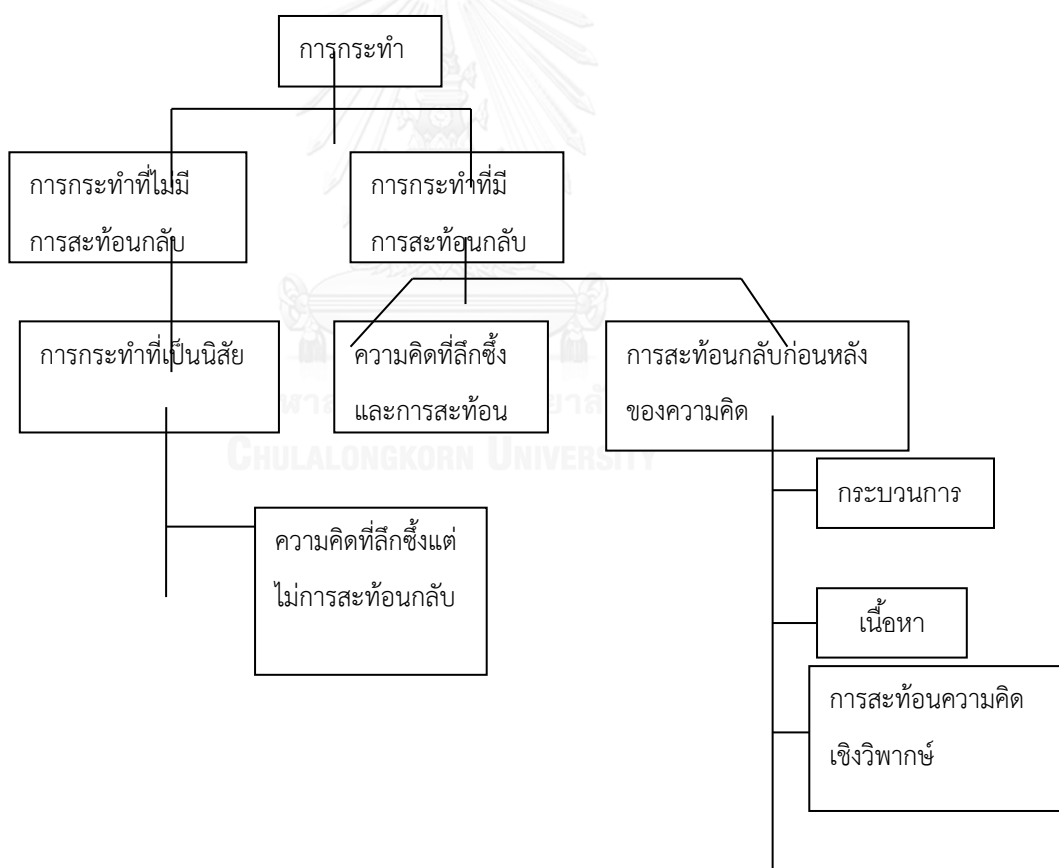 การกระทำ
การกระทำที่ไม่มี
การสะท้อนกลับ
การกระทำที่มี
การสะท้อนกลับ
การกระทำที่เป็นนิสัย
ความคิดที่ลึกซึ้ง
และการสะท้อน
การสะท้อนกลับก่อนหลัง
ของความคิด
CHULALONGKORN UNIVERSITY
กระบวนการ
ความคิดที่ลึกซึ้งแต่
ไม่การสะท้อนกลับ
เนื้อหา
การสะท้อนความคิด
เชิงวิพากษ์